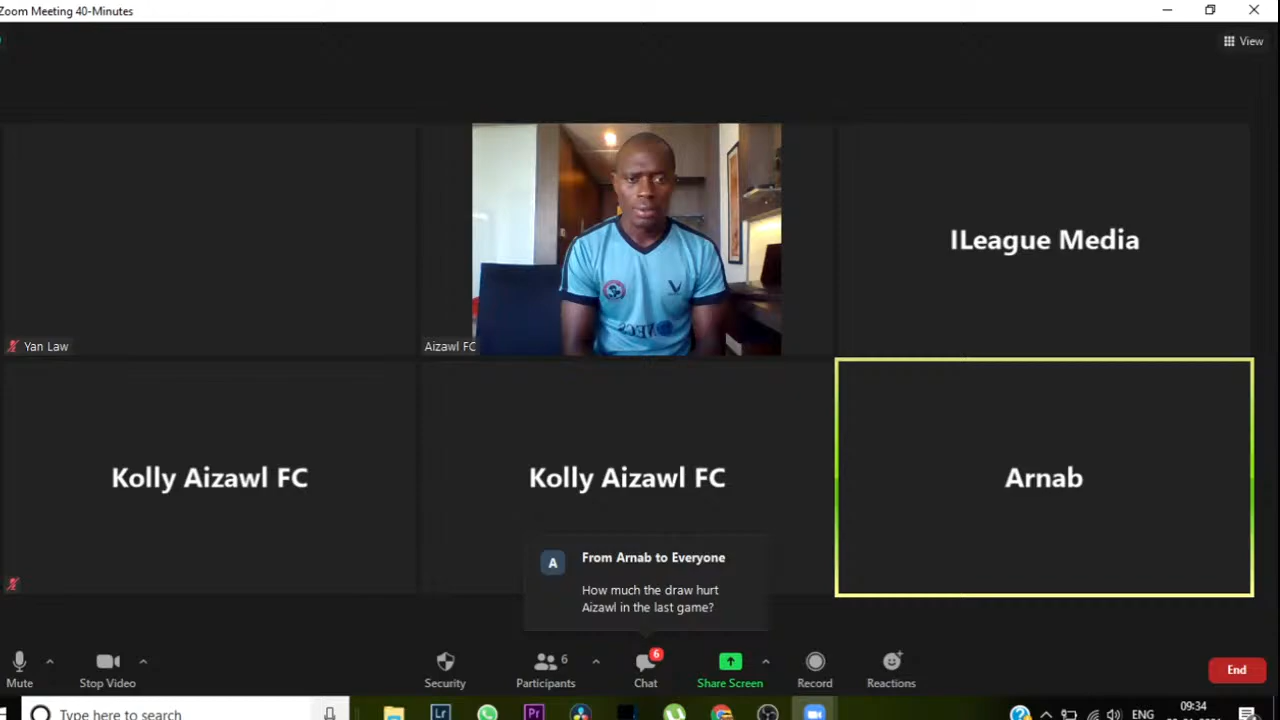 Zoom Meeting 40-Minutes
View
Yan Law
Aizawl FC
ILeague Media
Kolly Aizawl FC
Kolly Aizawl FC
Arnab
A
From Arnab to Everyone
How much the draw hurt
Aizawl in the last game?
Mute
Stop Video
Security
6
Participants
6
Chat
Share Screen
Record
Reactions
End
Type here to search
Lr
Pr
ENG
09:34